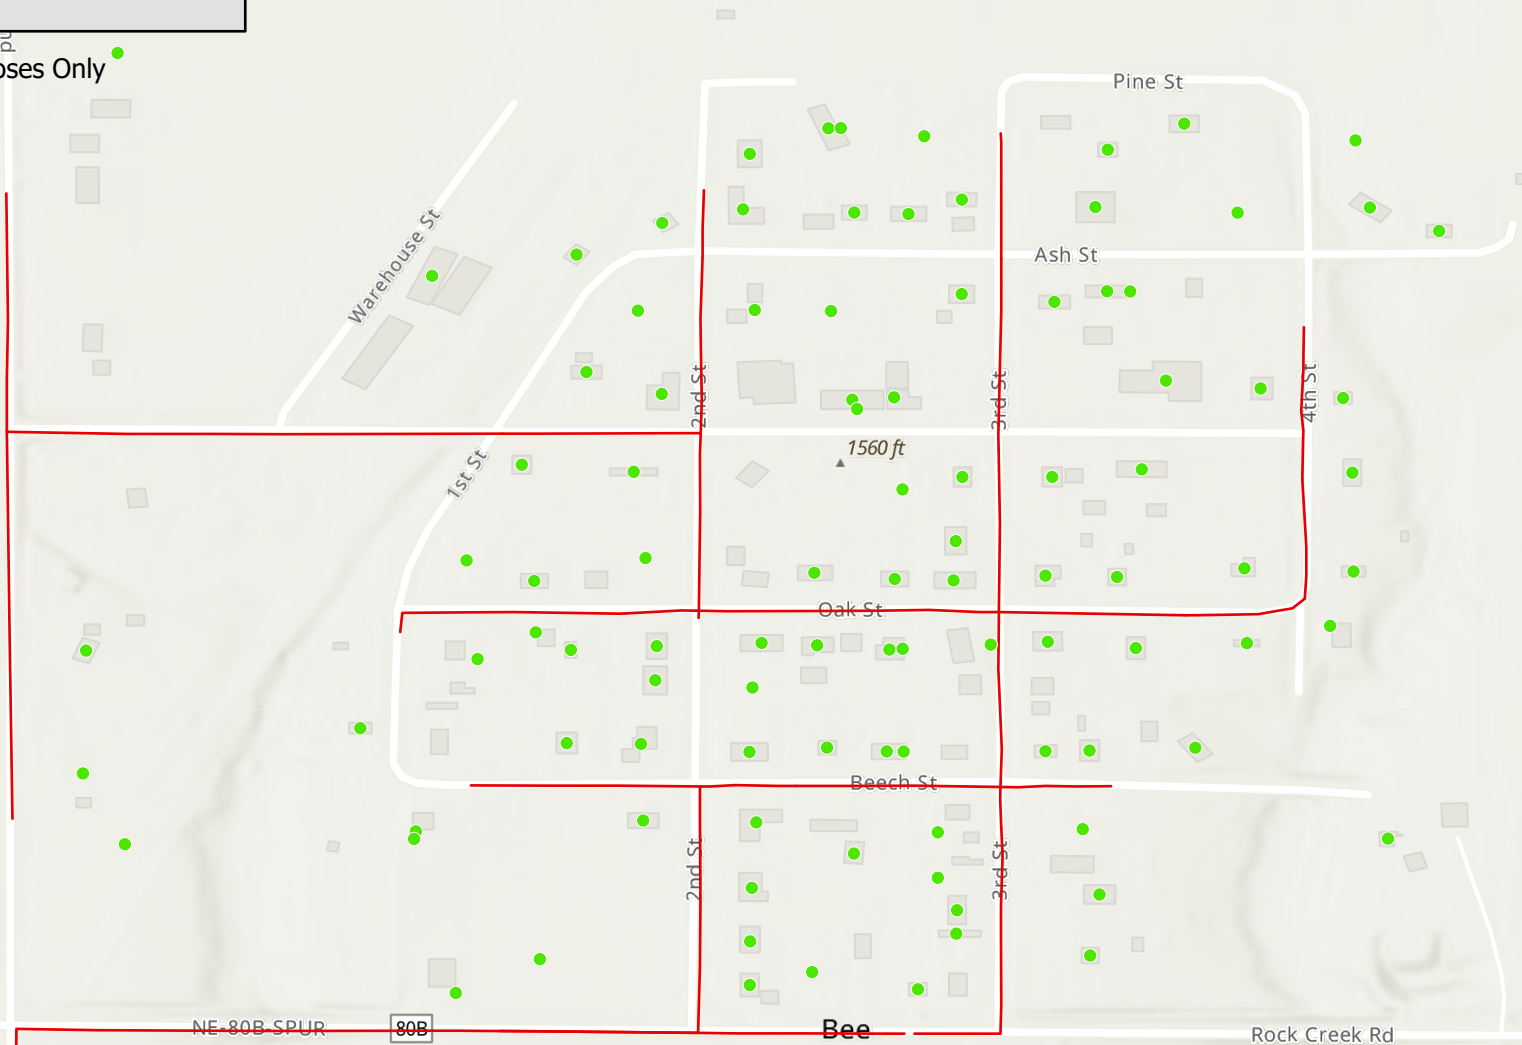 oses Only
Pine St
Warehouse St
Ash St
2nd St
3rd St
4th St
1560 ft
1st St
Oak St
Beech St
2nd St
3rd St
NE-80B-SPUR
80B
Bee
Rock Creek Rd